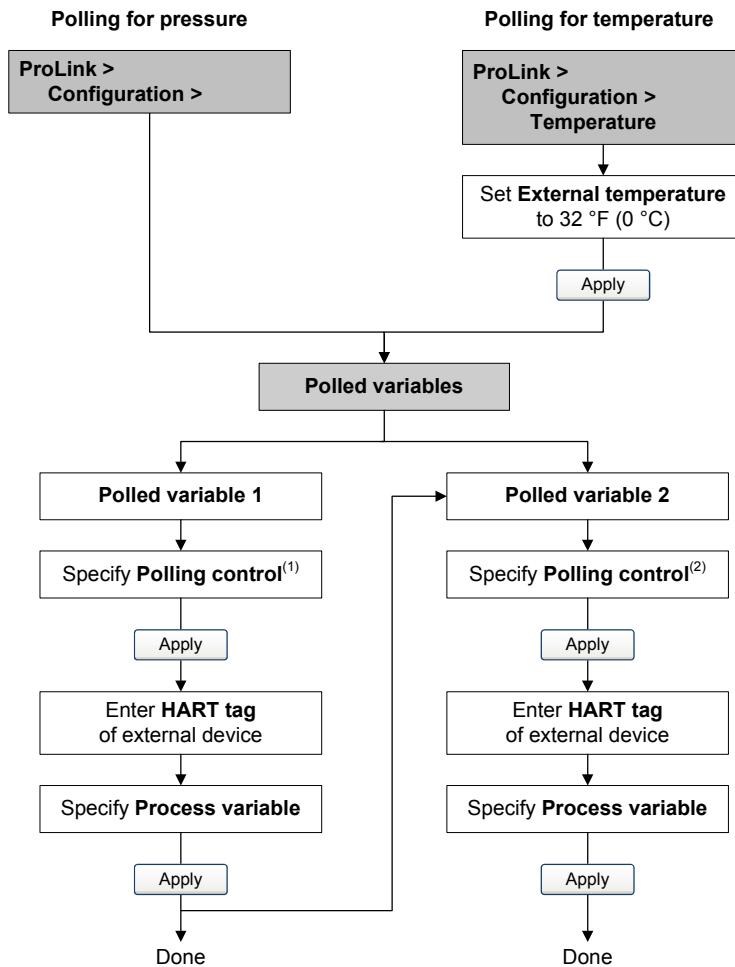 Polling for pressure
Polling for temperature
ProLink >
Configuration >
ProLink >
Configuration >
Temperature
Set External temperature
to 32 °F (0 °C)
Apply
Polled variables
Polled variable 1
Polled variable 2
Specify Polling control(1)
Specify Polling control(2)
Apply
Apply
Enter HART tag
of external device
Enter HART tag
of external device
Specify Process variable
Specify Process variable
Apply
Apply
Done
Done